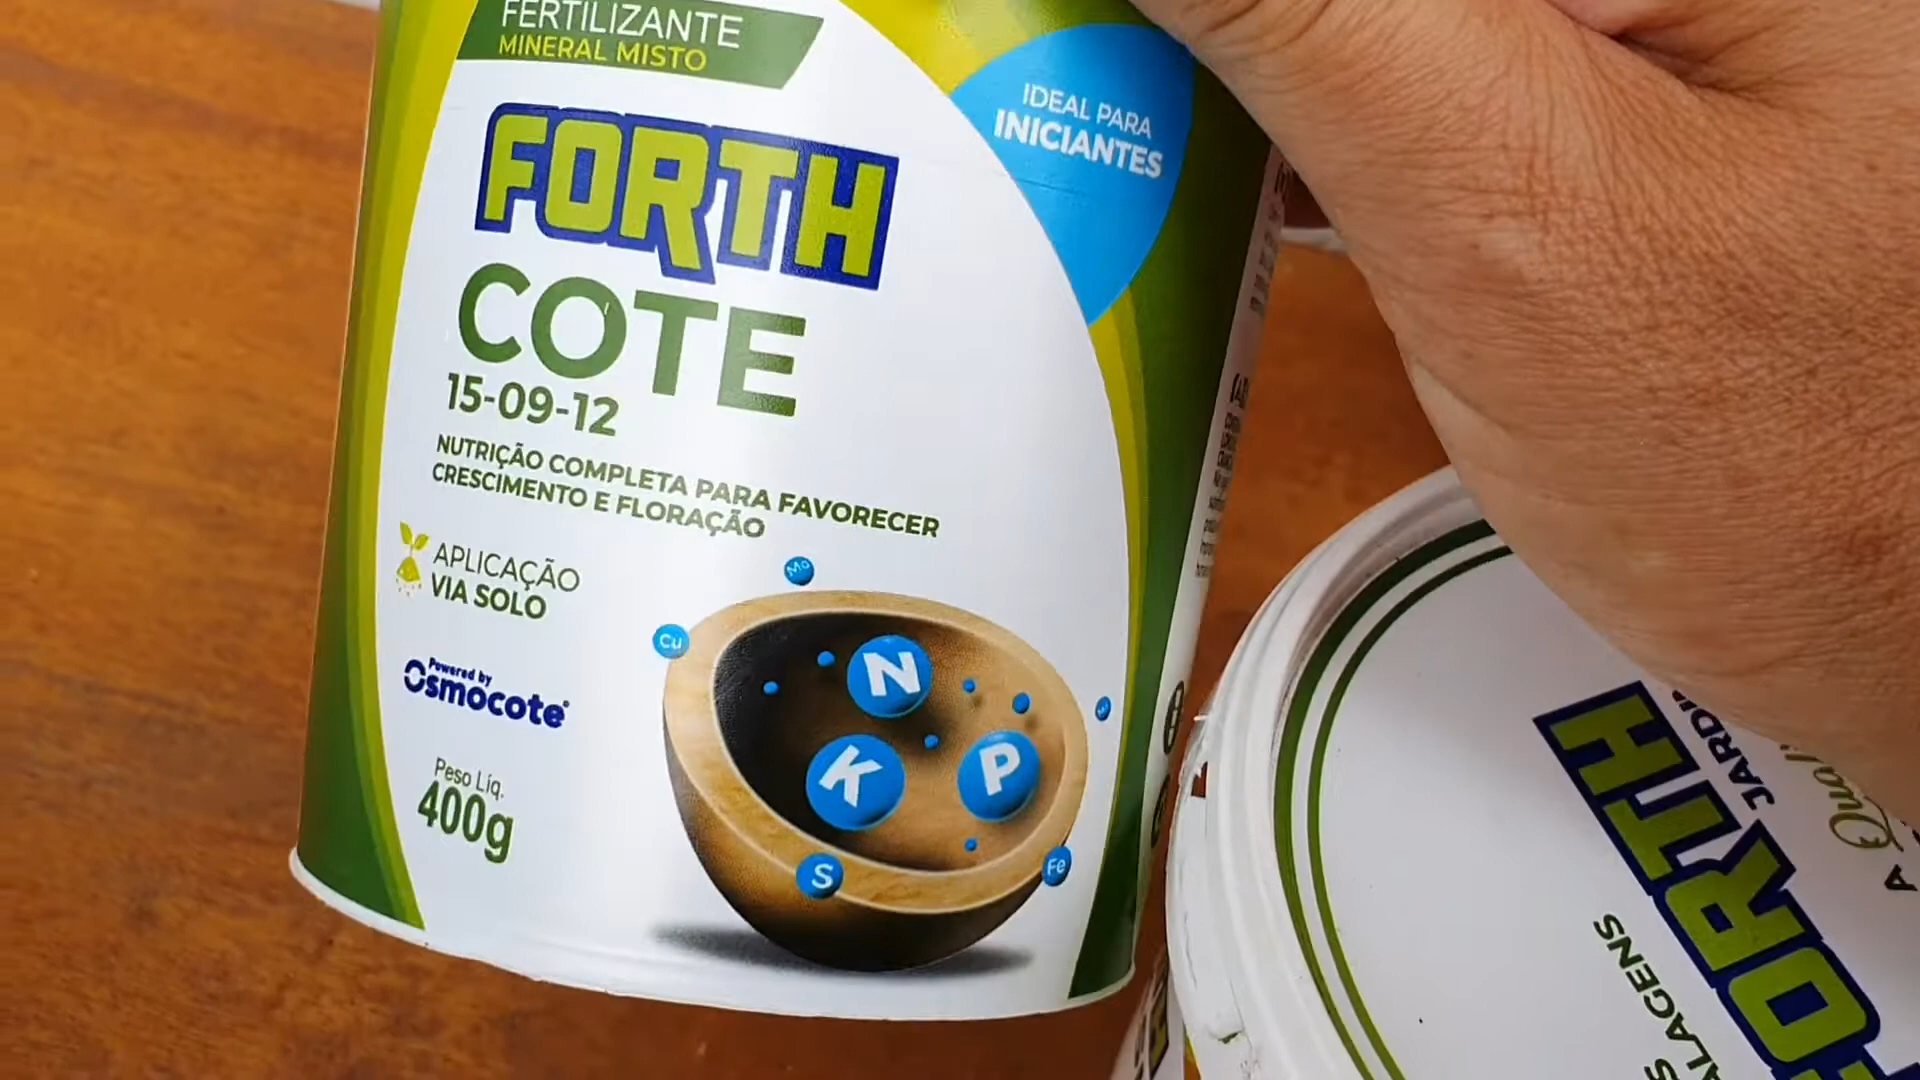 FERTILIZANTE
MINERAL MISTO
IDEAL PARA
INICIANTES
FORTH
COTE
15-09-12
NUTRIÇÃO COMPLETA PARA FAVORECER
CRESCIMENTO E FLORAÇÃO
APLICAÇÃO
VIA SOLO
Powered by
Osmocote
Peso Líq.
400g
Mo
Cu
N
K
P
S
Fe
FORTH
FORTH